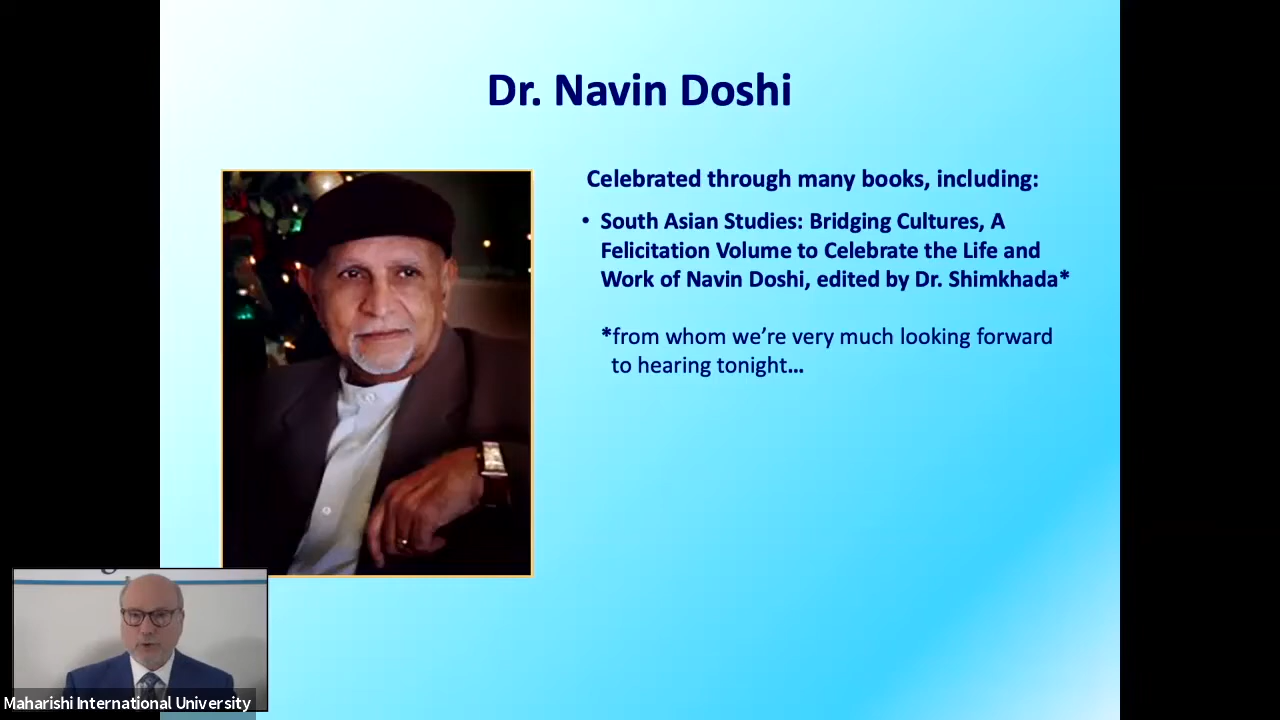 Dr. Navin Doshi
Celebrated through many books, including:
• South Asian Studies: Bridging Cultures, A
Felicitation Volume to Celebrate the Life and
Work of Navin Doshi, edited by Dr. Shimkhada*
*from whom we’re very much looking forward
to hearing tonight...
Maharishi International University